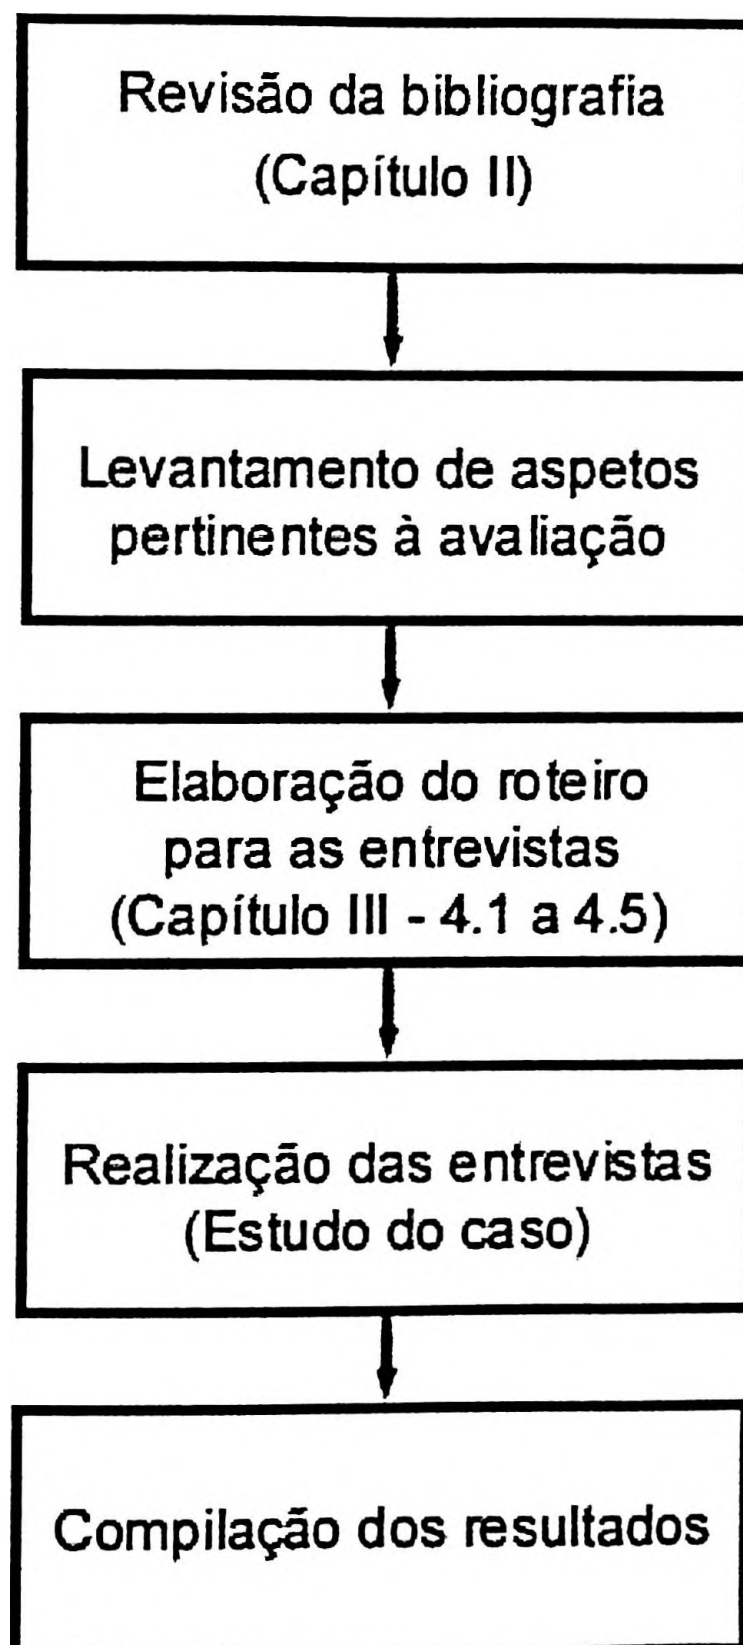 Revisão da bibliografia
(Capítulo II)
Levantamento de aspetos
pertinentes à avaliação
Elaboração do roteiro
para as entrevistas
(Capítulo III - 4.1 a 4.5)
Realização das entrevistas
(Estudo do caso)
Compilação dos resultados